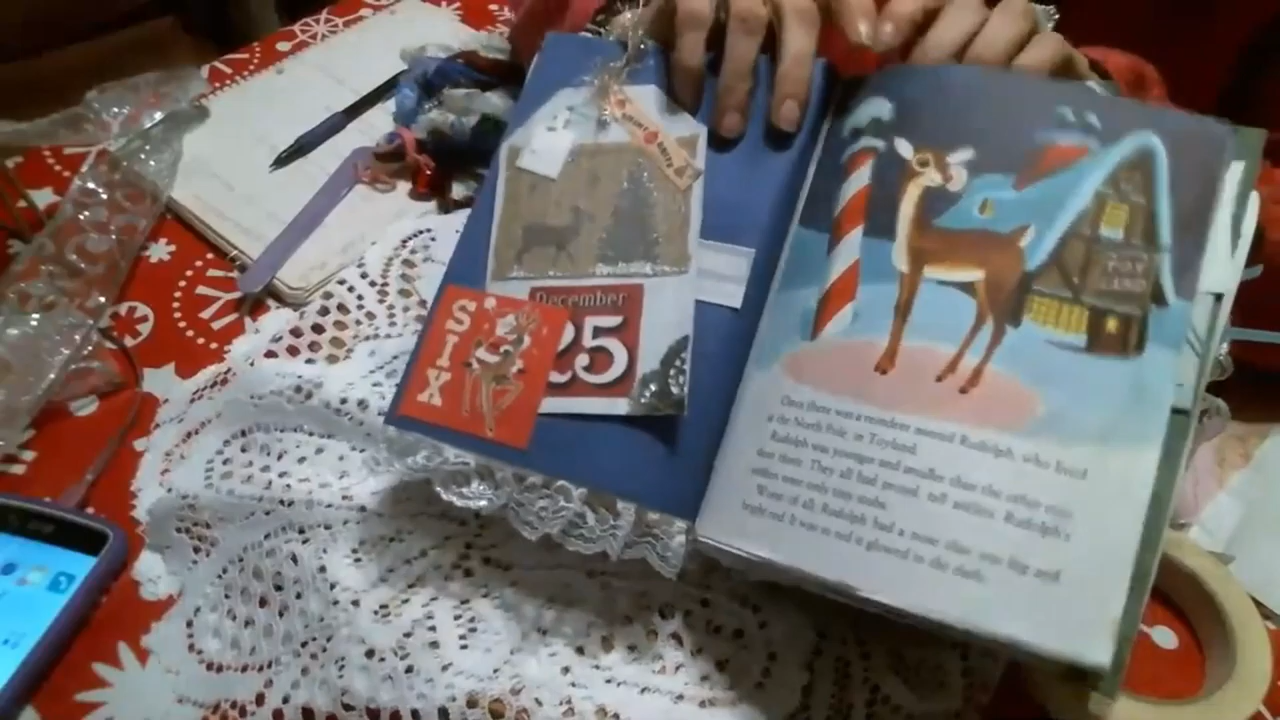 MERRY
December
25
SIX
TOY
LAND
Once there was a reindeer named Rudolph, who lived
at the North Pole, in Toyland.
Rudolph was younger and smaller than the other
deer there. They all had proud, tall antlers. Rudolph's
antlers were only tiny
Worst of all, Rudolph had a nose that was big and
bright red. It was so red it glowed in the dark.